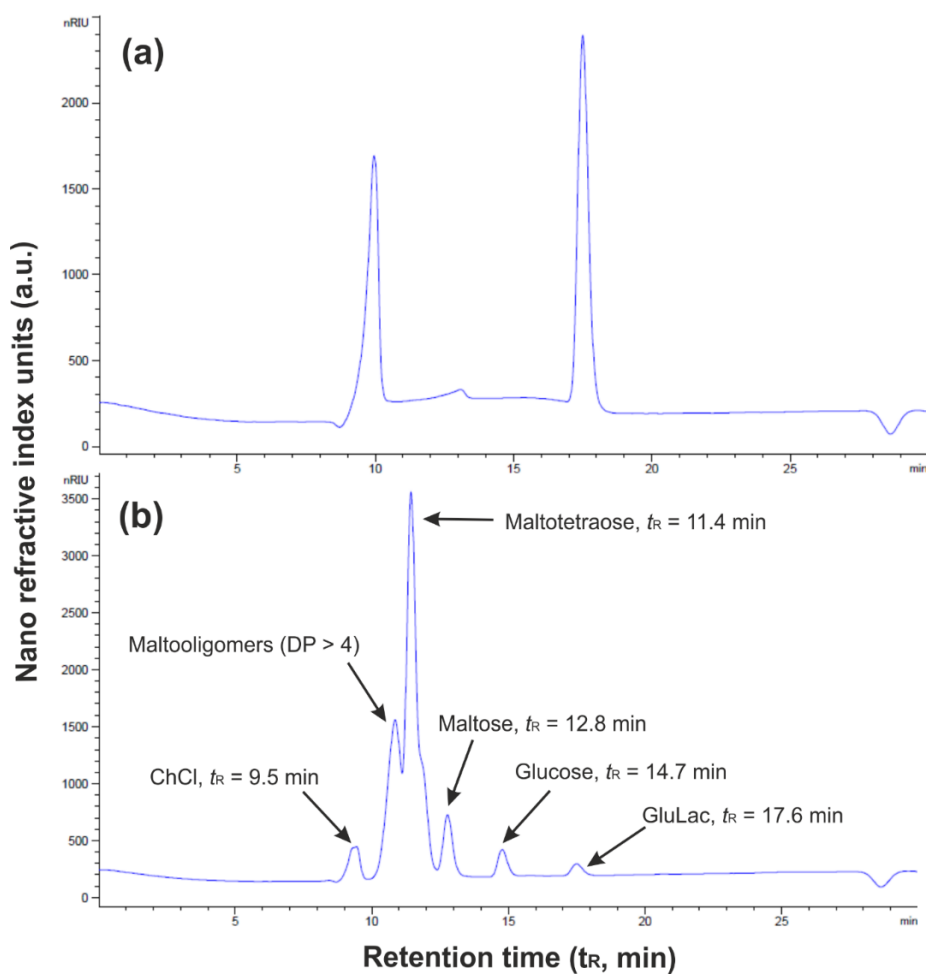 nRIU
(a)
2000
1500
1000
500
0
5
10
15
20
25
min
Nano refractive index units (a.u.)
nRIU
(b)
3500
3000
2500
2000
1500
1000
500
0
Maltotetraose, tR = 11.4 min
Maltooligomers (DP > 4)
Maltose, tR = 12.8 min
ChCl, tR = 9.5 min
Glucose, tR = 14.7 min
GluLac, tR = 17.6 min
5
10
15
20
25
min
Retention time (tR, min)